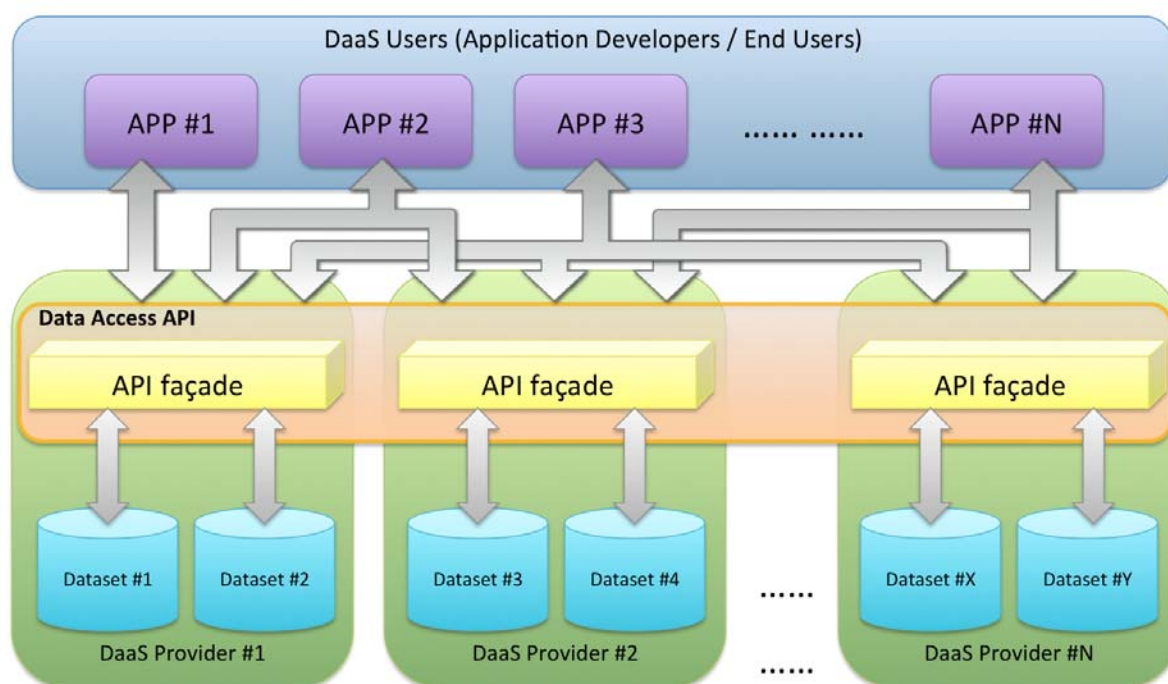 DaaS Users (Application Developers / End Users)
APP #1
APP #2
APP #3
...... ......
APP #N
Data Access API
API façade
API façade
API façade
Dataset #1
Dataset #2
Dataset #3
Dataset #4
......
Dataset #X
Dataset #Y
DaaS Provider #1
DaaS Provider #2
......
DaaS Provider #N